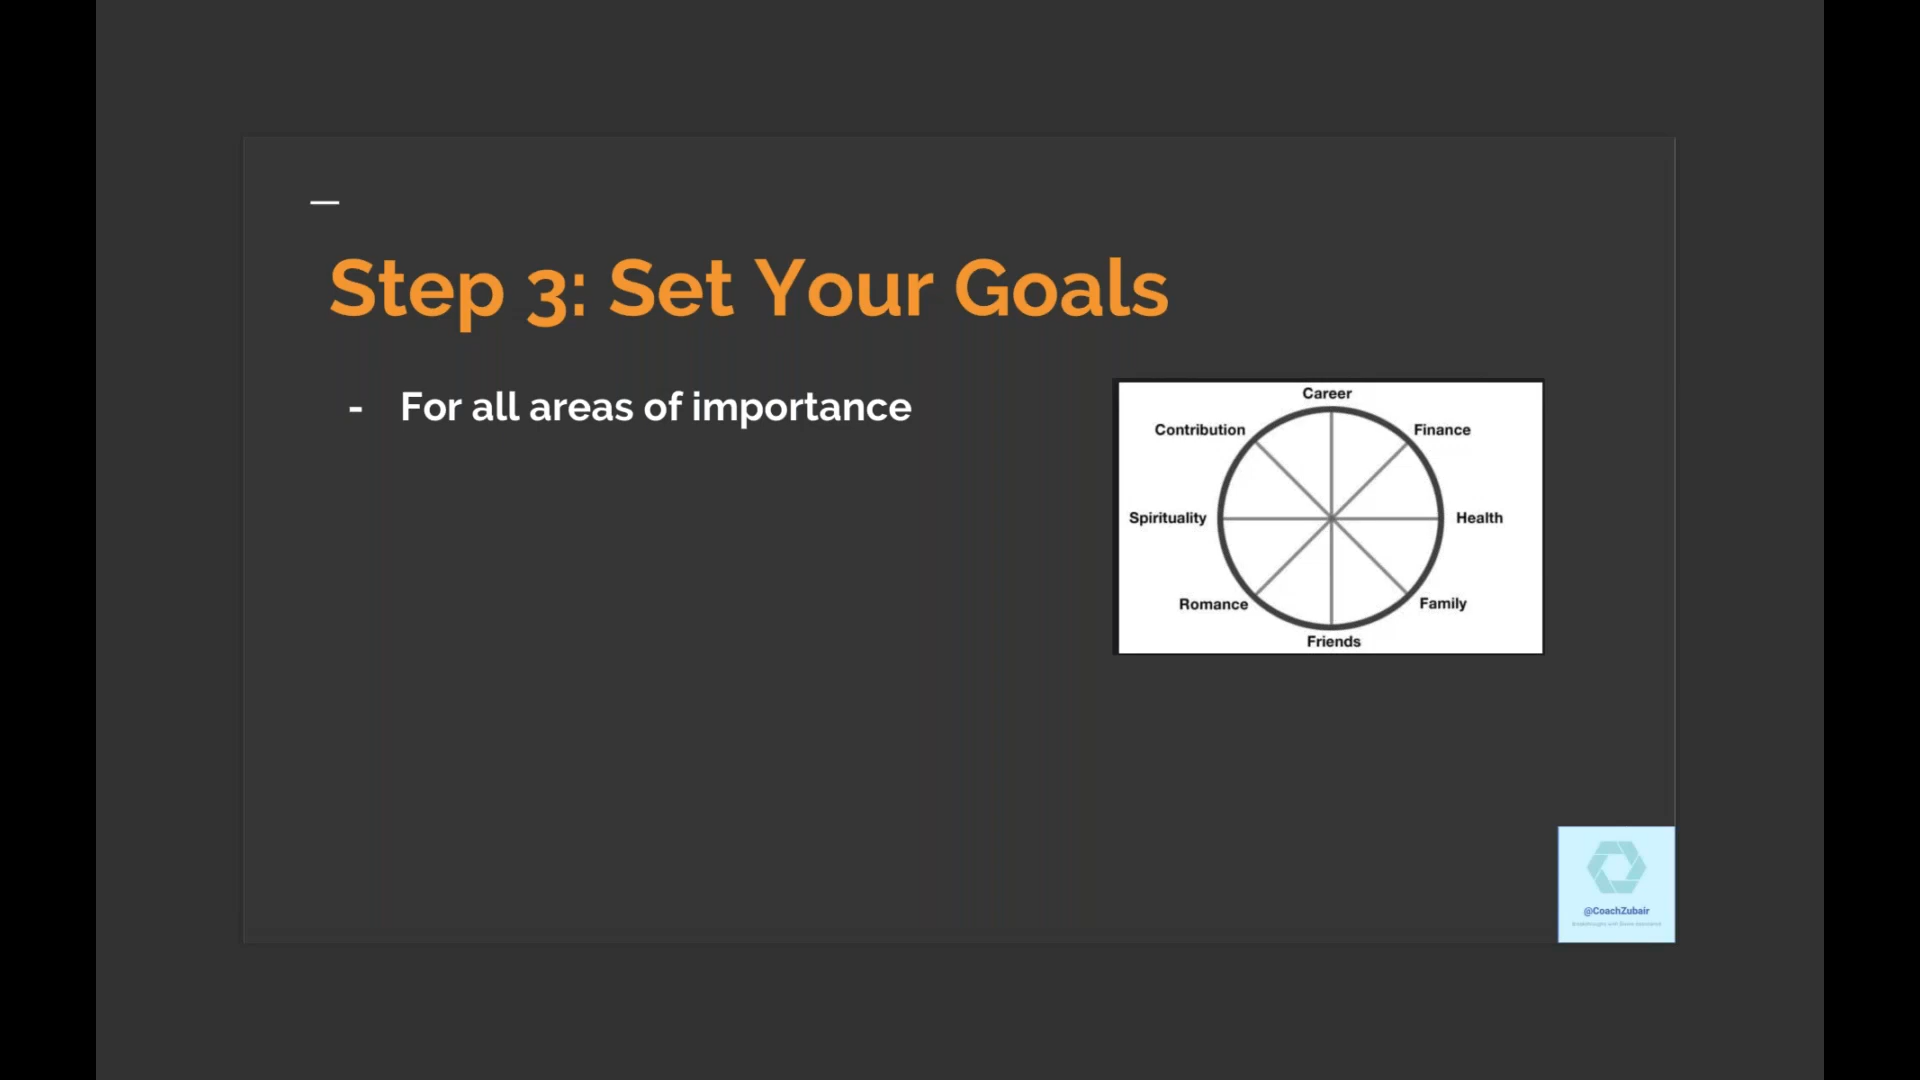 Step 3: Set Your Goals
- For all areas of importance
Career
Contribution
Finance
Spirituality
Health
Romance
Family
Friends
@CoachZubair